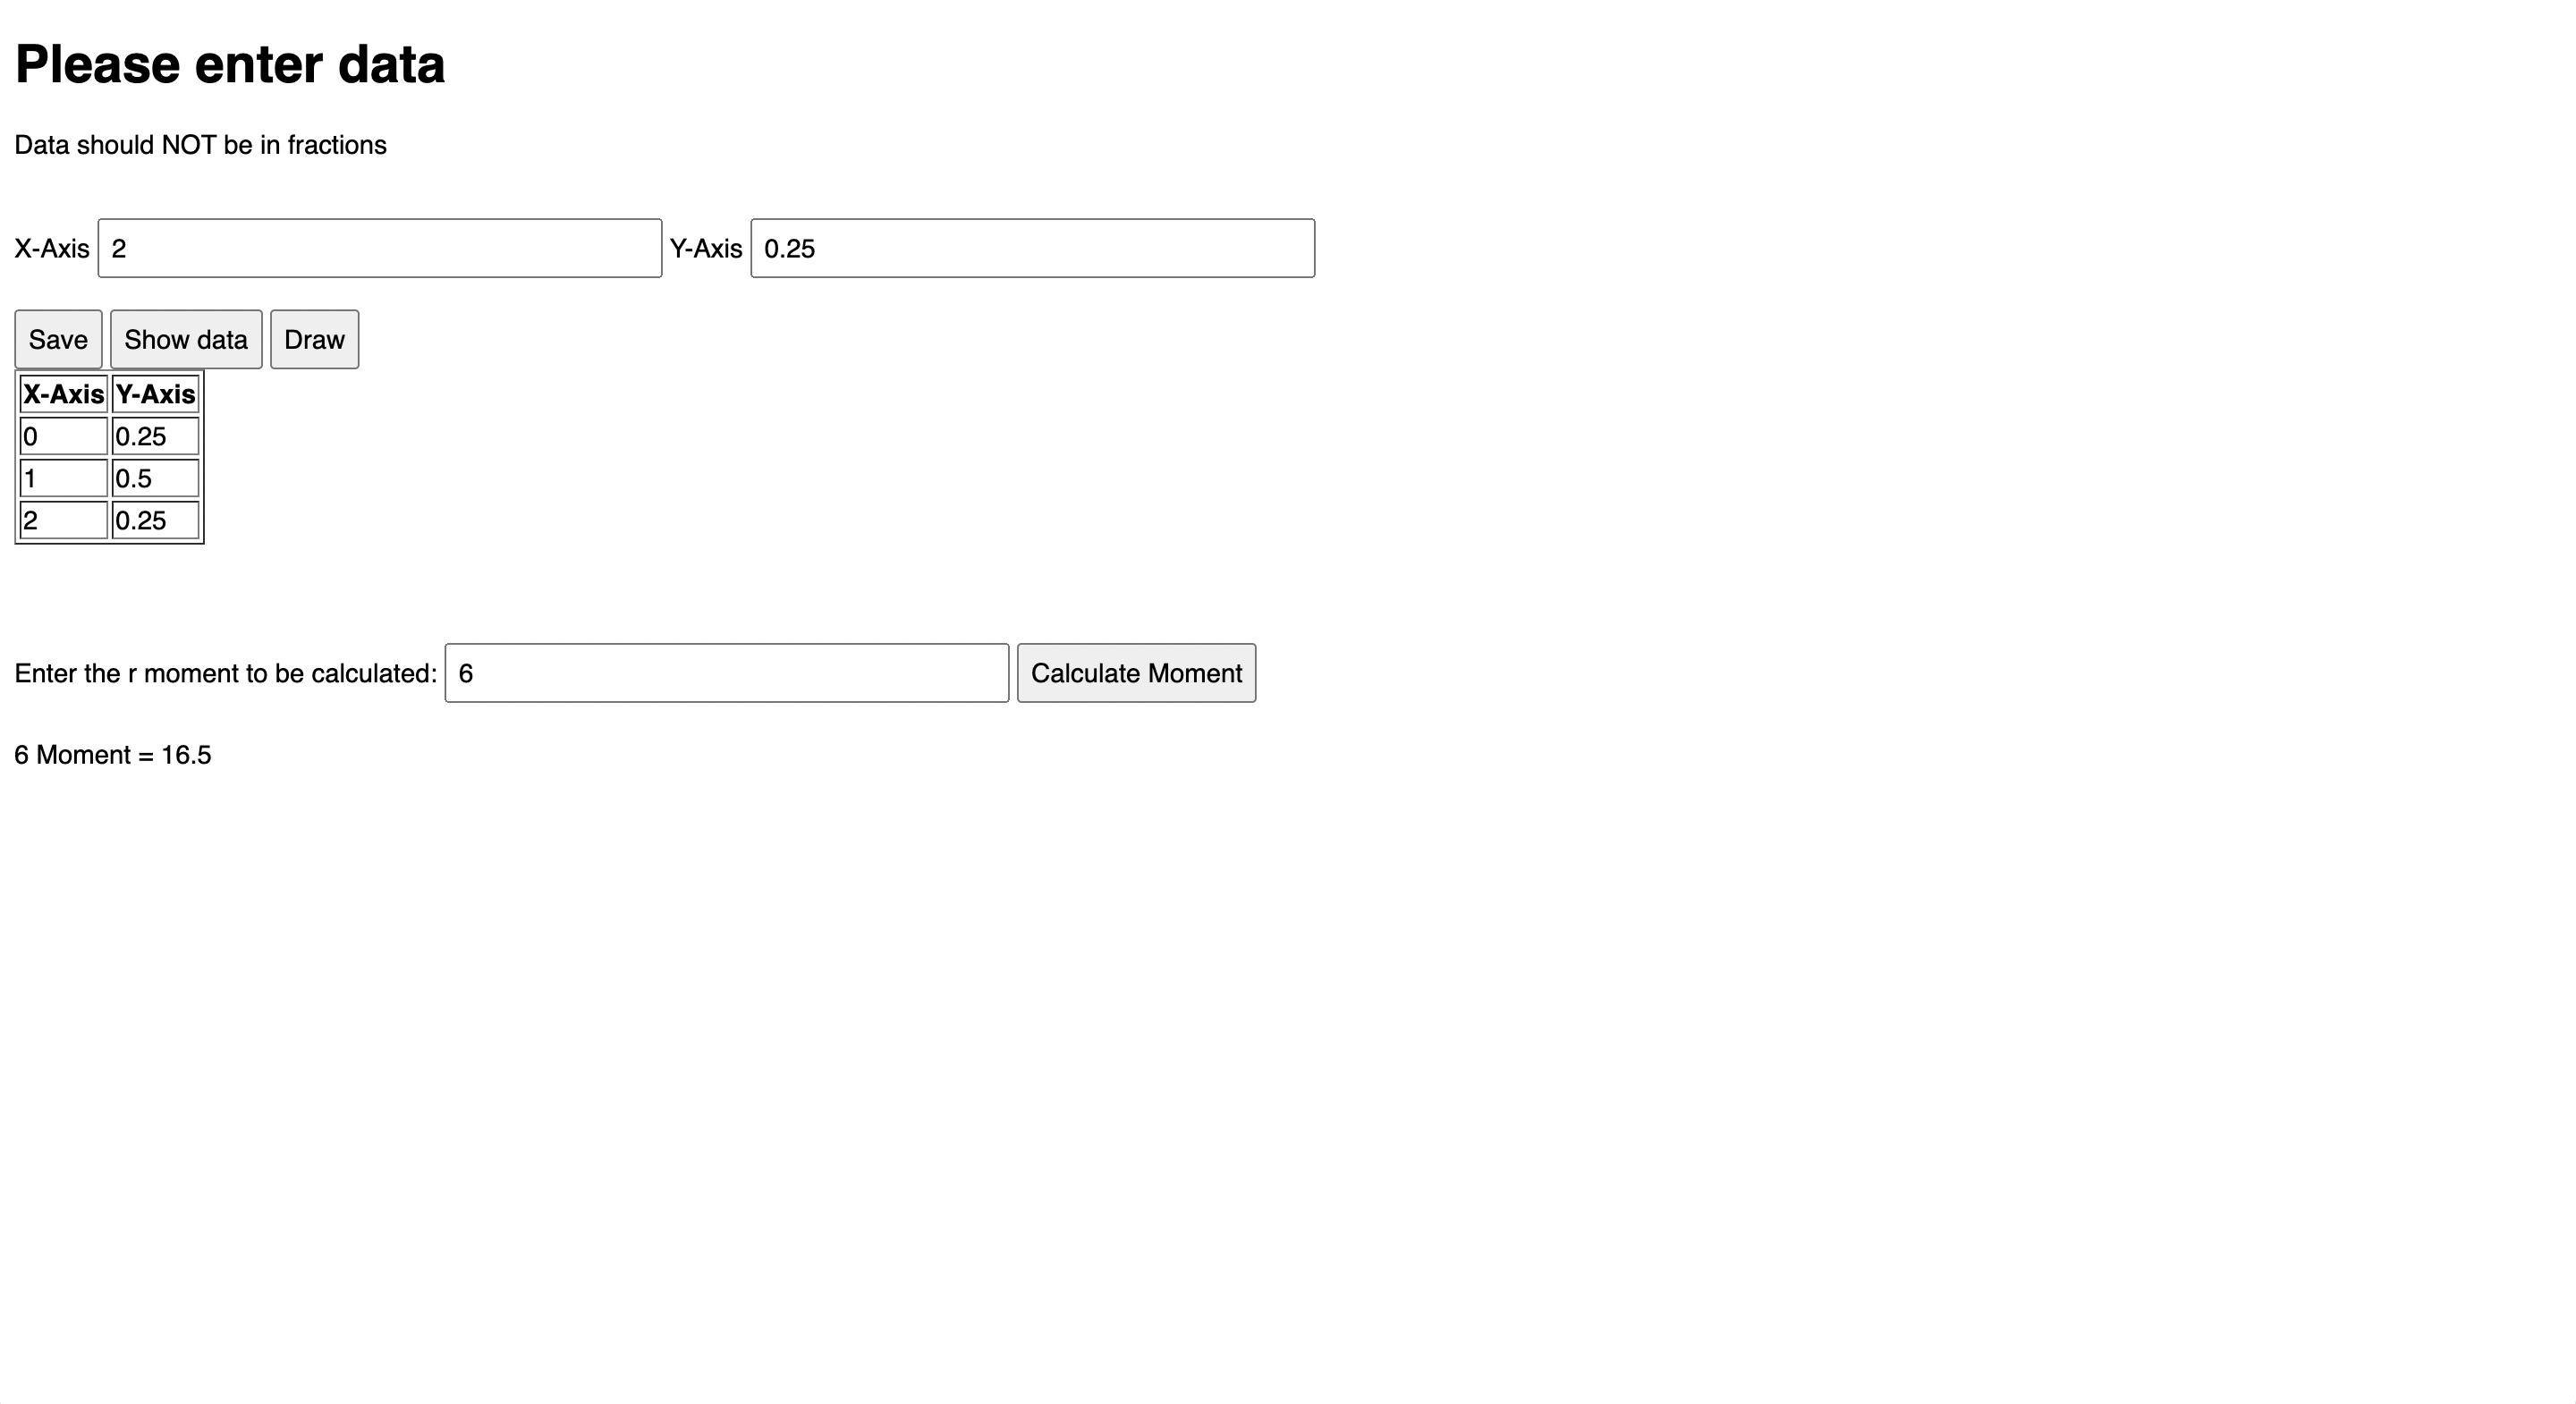 Please enter data
Data should NOT be in fractions
X-Axis 2 Y-Axis 0.25
Save Show data Draw
X-Axis Y-Axis
0 0.25
1 0.5
2 0.25
Enter the r moment to be calculated: 6 Calculate Moment
6 Moment = 16.5